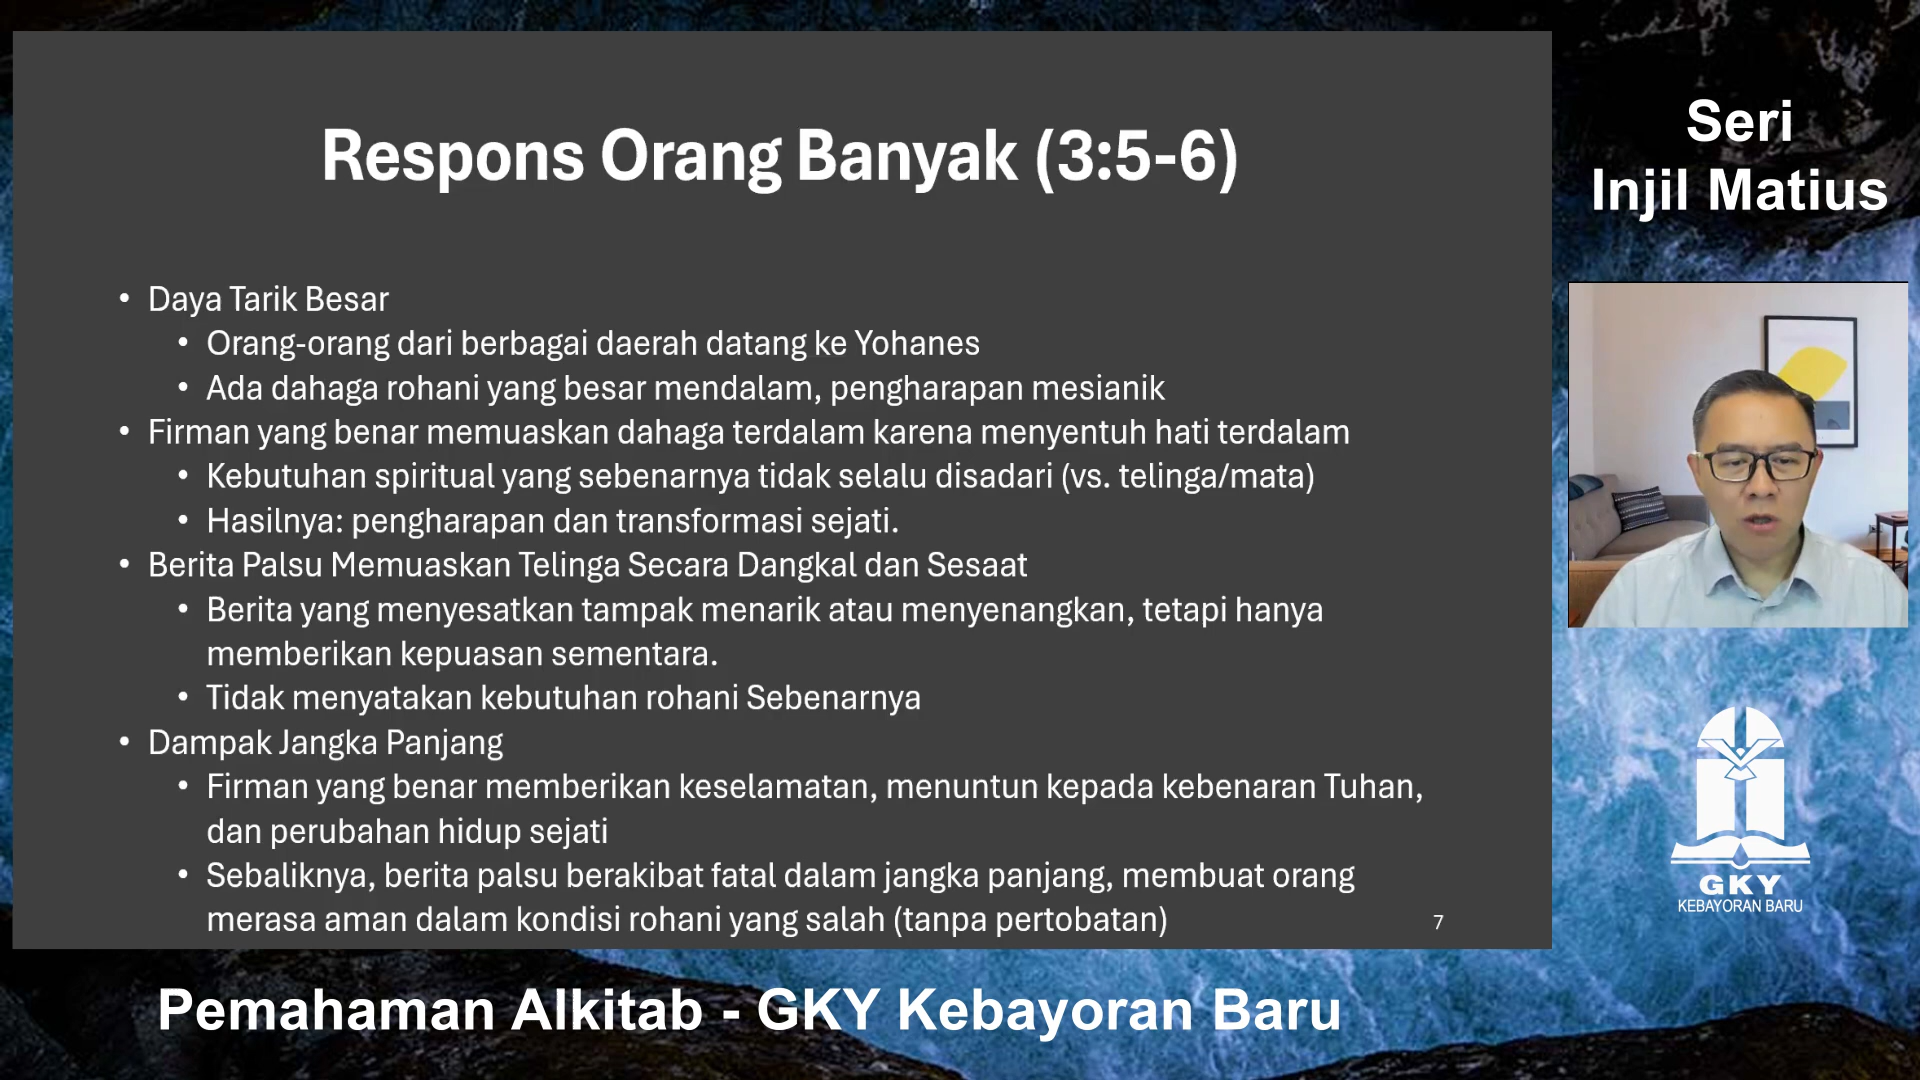 Respons Orang Banyak (3:5-6)
• Daya Tarik Besar
• Orang-orang dari berbagai daerah datang ke Yohanes
• Ada dahaga rohani yang besar mendalam, pengharapan mesianik
• Firman yang benar memuaskan dahaga terdalam karena menyentuh hati terdalam
• Kebutuhan spiritual yang sebenarnya tidak selalu disadari (vs. telinga/mata)
• Hasilnya: pengharapan dan transformasi sejati.
• Berita Palsu Memuaskan Telinga Secara Dangkal dan Sesaat
• Berita yang menyesatkan tampak menarik atau menyenangkan, tetapi hanya
memberikan kepuasan sementara.
• Tidak menyatakan kebutuhan rohani Sebenarnya
• Dampak Jangka Panjang
• Firman yang benar memberikan keselamatan, menuntun kepada kebenaran Tuhan,
dan perubahan hidup sejati
• Sebaliknya, berita palsu berakibat fatal dalam jangka panjang, membuat orang
merasa aman dalam kondisi rohani yang salah (tanpa pertobatan)
7
Seri
Injil Matius
GKY
KEBAYORAN BARU
Pemahaman Alkitab - GKY Kebayoran Baru